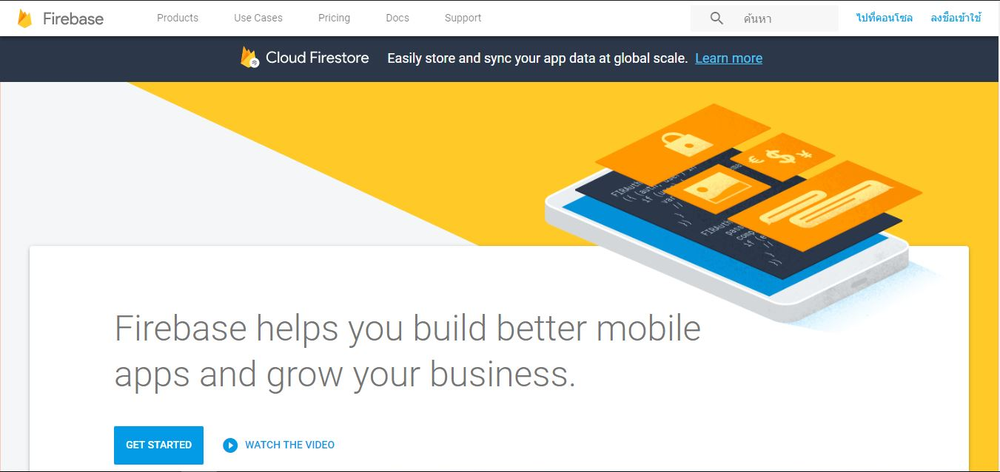 Firebase
Products
Use Cases
Pricing
Docs
Support
ค้นหา
ไปที่คอนโซล
ลงชื่อเข้าใช้
Cloud Firestore
Easily store and sync your app data at global scale. Learn more
Firebase helps you build better mobile
apps and grow your business.
GET STARTED
WATCH THE VIDEO